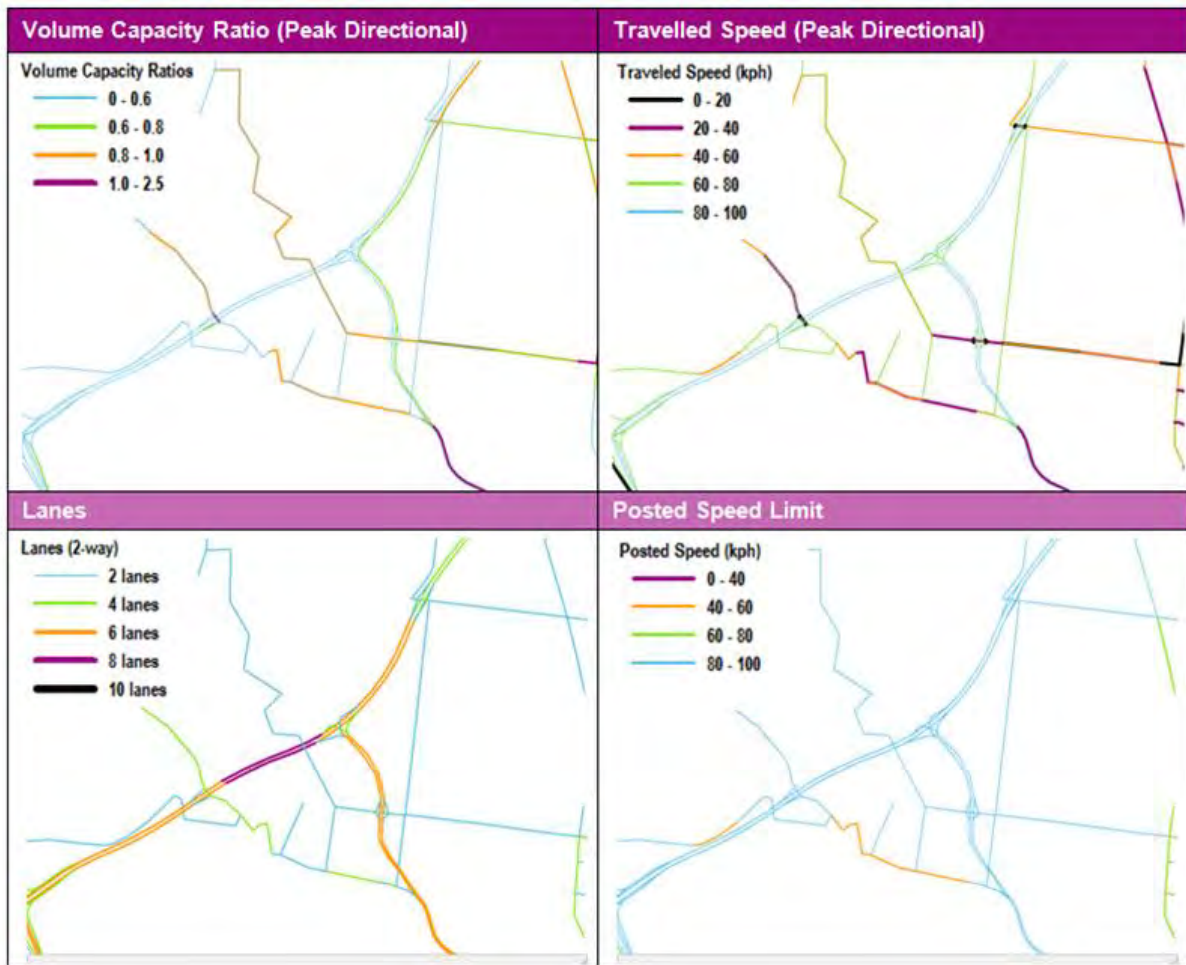 Volume Capacity Ratio (Peak Directional)
Volume Capacity Ratios
0 - 0.6
0.6 - 0.8
0.8 - 1.0
1.0 - 2.5
Travelled Speed (Peak Directional)
Traveled Speed (kph)
0 - 20
20 - 40
40 - 60
60 - 80
80 - 100
Lanes
Lanes (2-way)
2 lanes
4 lanes
6 lanes
8 lanes
10 lanes
Posted Speed Limit
Posted Speed (kph)
0 - 40
40 - 60
60 - 80
80 - 100